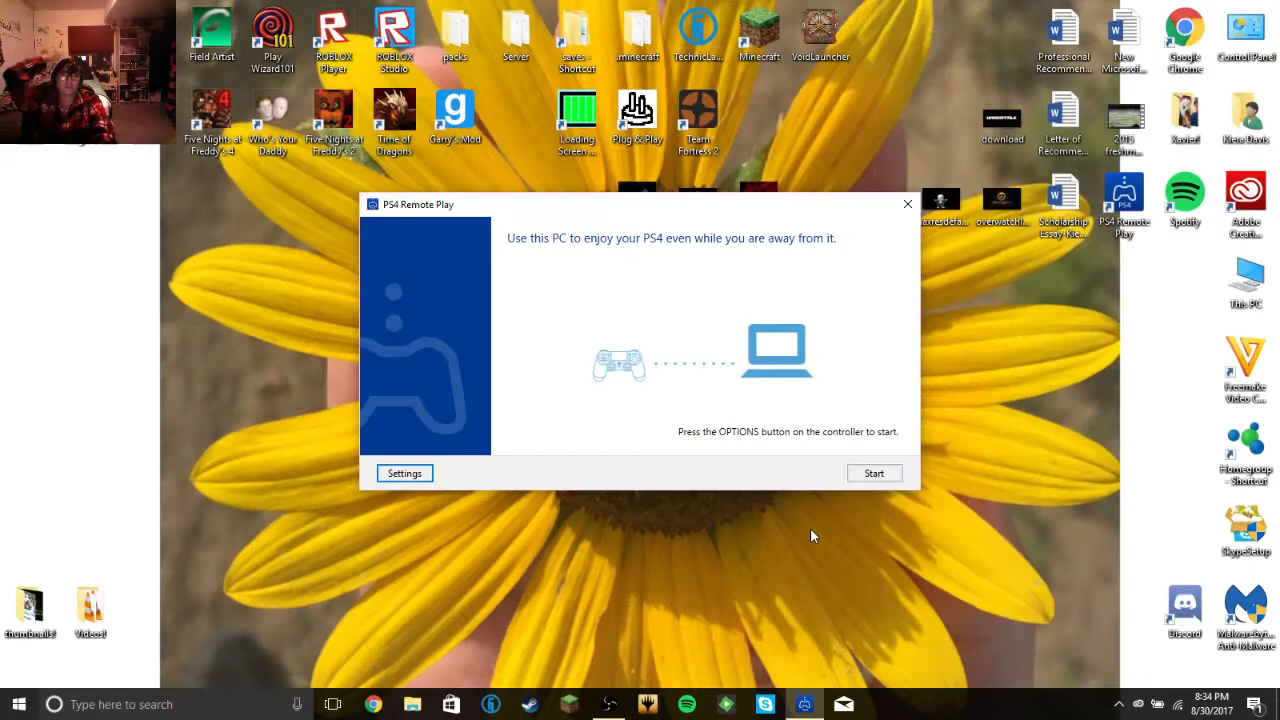 Field Artist
Play Wizard101
ROBLOX Player
ROBLOX Studio
Server
saves - Shortcut
.minecraft
TechnicLa...
Minecraft
VoidLauncher
Professional Recommen...
New Microsof...
Google Chrome
Control Panel
Five Nights at Freddy's 4
Who's Your Daddy
Five Nights at Freddy's 2
Time of Dragons
Garry's Mod
Loading Screen ...
Plug & Play
Team Fortress 2
UNDERTALE
download
Letter of Recomme...
2015 freshm...
Xavier!
Kiera Davis
PS4 Remote Play
Use this PC to enjoy your PS4 even while you are away from it.
Press the OPTIONS button on the controller to start.
Settings
Start
overwatchl...
Scholarship Essay Kie...
PS4
PS4 Remote Play
Spotify
Adobe Creati...
This PC
Freemake Video C...
Homegroup - Shortcut
SkypeSetup
Discord
Malwareby... Anti-Malware
thumbnails!
Videos!
Type here to search
8:34 PM
8/30/2017